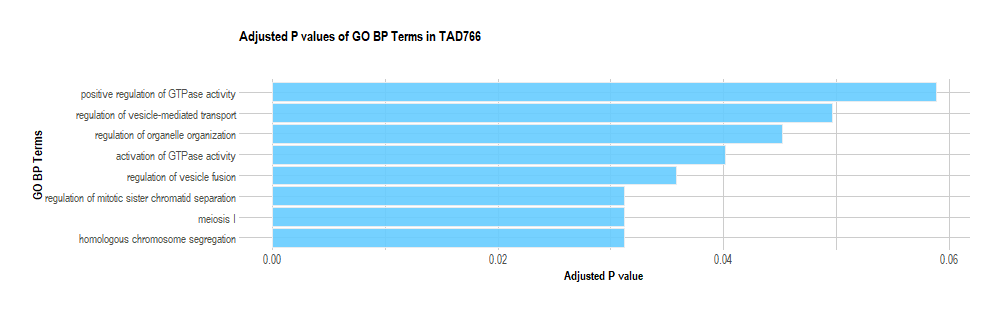 Adjusted P values of GO BP Terms in TAD766
GO BP Terms
positive regulation of GTPase activity
regulation of vesicle-mediated transport
regulation of organelle organization
activation of GTPase activity
regulation of vesicle fusion
regulation of mitotic sister chromatid separation
meiosis I
homologous chromosome segregation
0.00 0.02 0.04 0.06
Adjusted P value